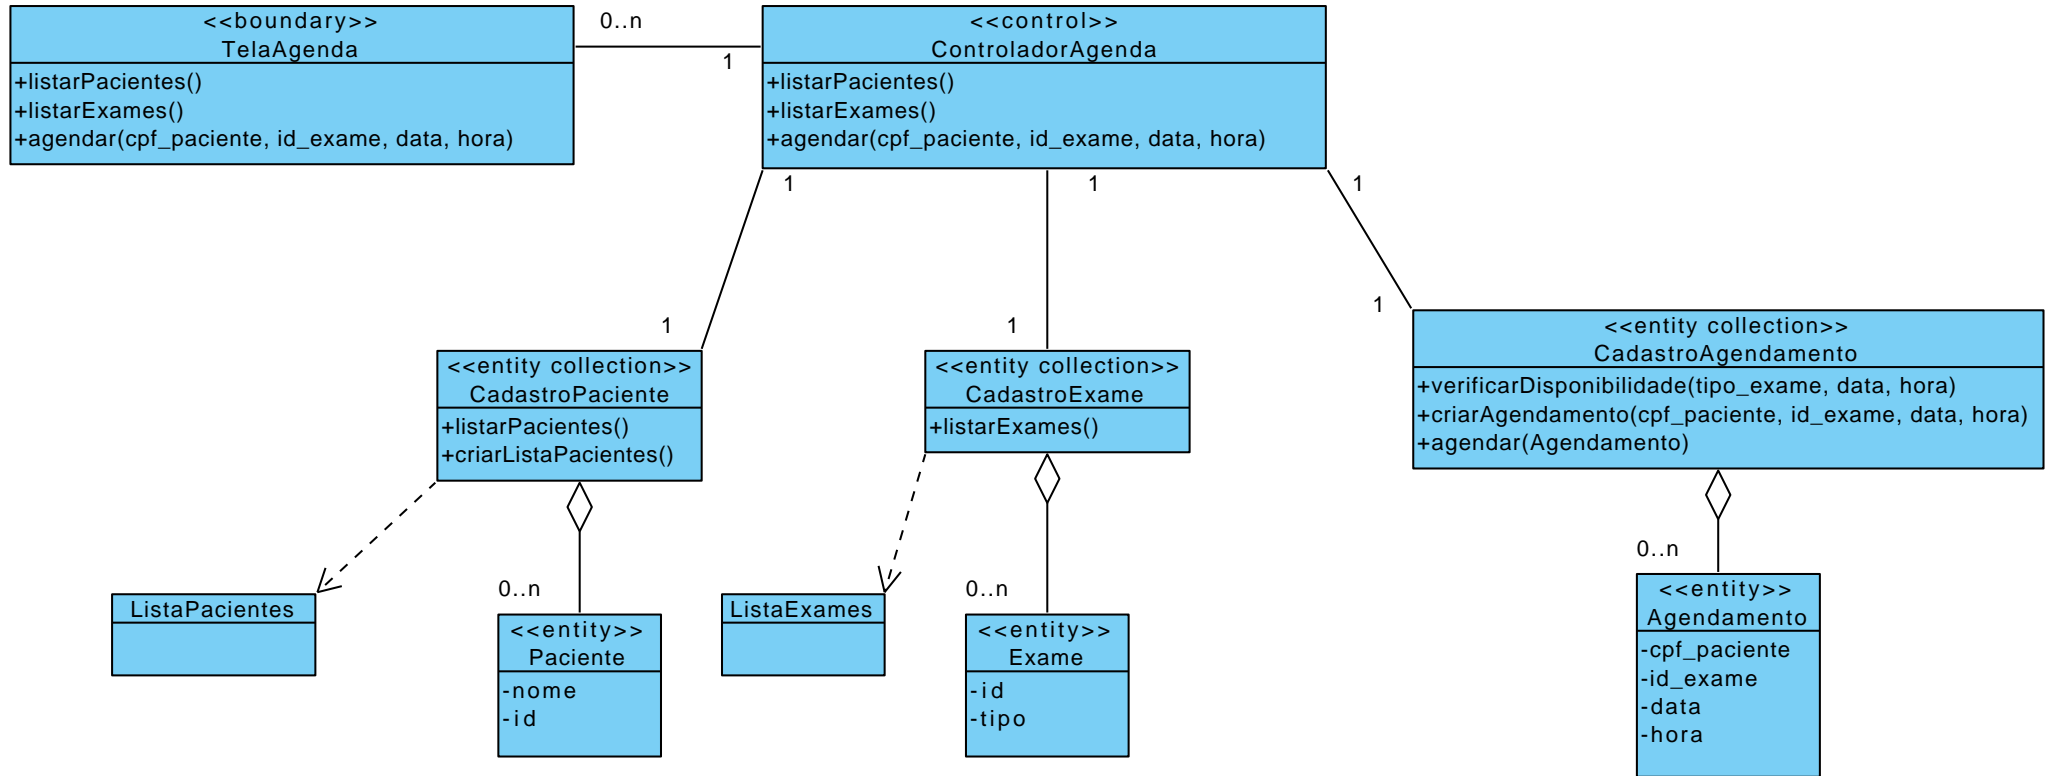 <<boundary>>
TelaAgenda
+listarPacientes()
+listarExames()
+agendar(cpf_paciente, id_exame, data, hora)
0..n
1
<<control>>
ControladorAgenda
+listarPacientes()
+listarExames()
+agendar(cpf_paciente, id_exame, data, hora)
1
1
1
1
1
1
<<entity collection>>
CadastroPaciente
+listarPacientes()
+criarListaPacientes()
<<entity collection>>
CadastroExame
+listarExames()
<<entity collection>>
CadastroAgendamento
+verificarDisponibilidade(tipo_exame, data, hora)
+criarAgendamento(cpf_paciente, id_exame, data, hora)
+agendar(Agendamento)
ListaPacientes
0..n
<<entity>>
Paciente
-nome
-id
ListaExames
0..n
<<entity>>
Exame
-id
-tipo
0..n
<<entity>>
Agendamento
-cpf_paciente
-id_exame
-data
-hora